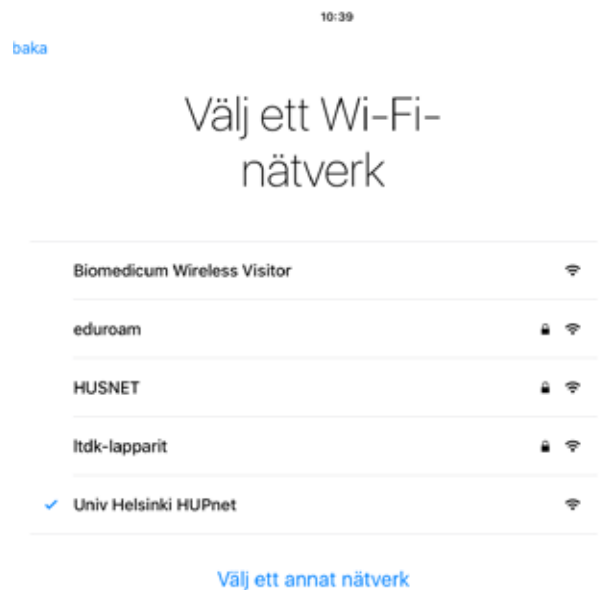 10:39
baka
Välj ett Wi-Fi-
nätverk
Biomedicum Wireless Visitor
eduroam
HUSNET
ltdk-lapparit
Univ Helsinki HUPnet
Välj ett annat nätverk